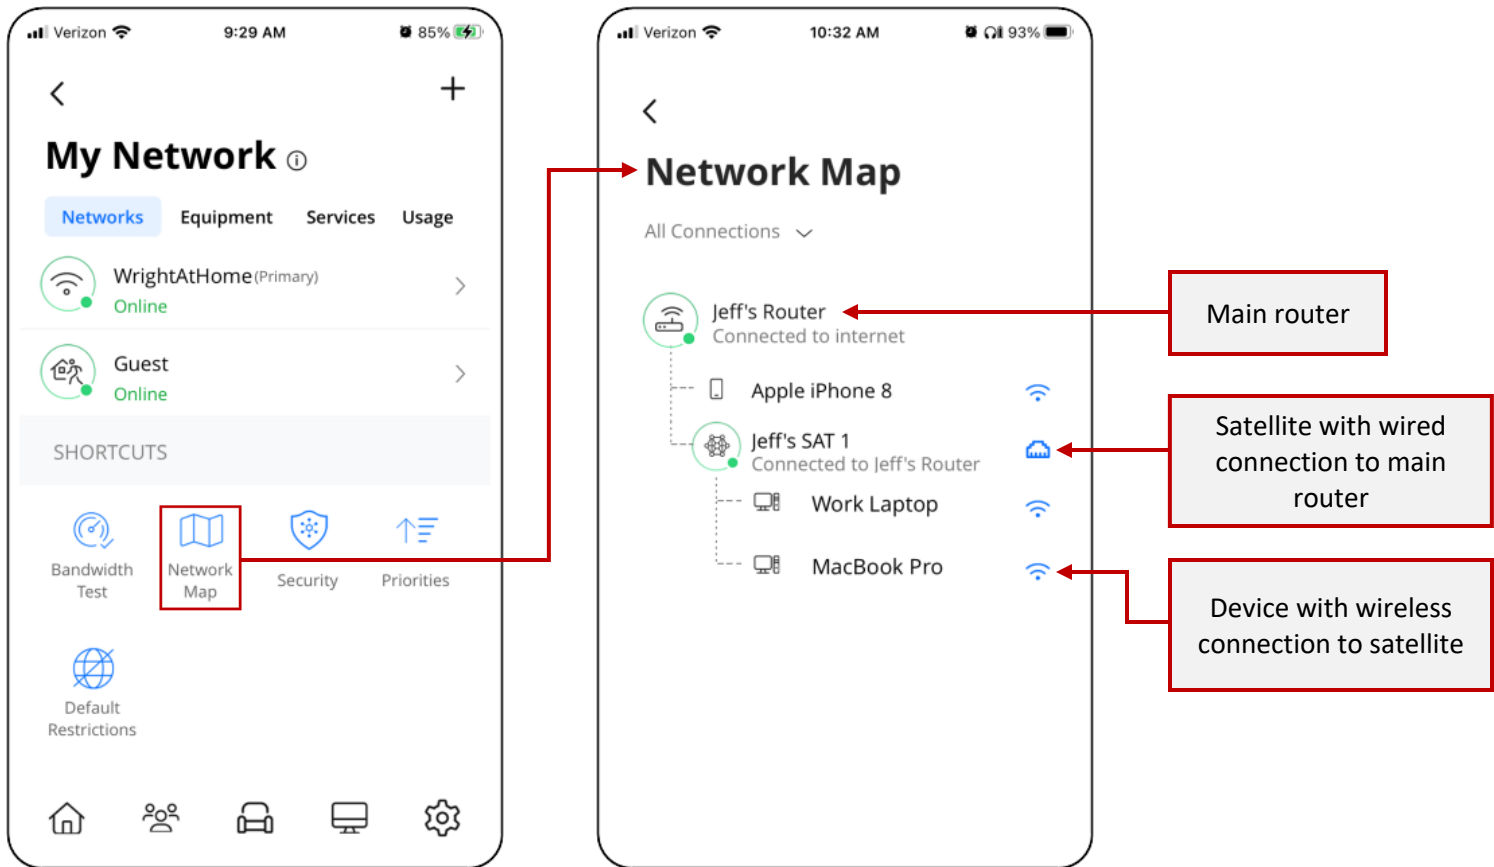 Verizon 9:29 AM 85%
My Network
Networks Equipment Services Usage
WrightAtHome (Primary)
Online
Guest
Online
SHORTCUTS
Bandwidth
Test
Network
Map
Security
Priorities
Default
Restrictions
Verizon 10:32 AM 93%
Network Map
All Connections
Jeff's Router
Connected to internet
Apple iPhone 8
Jeff's SAT 1
Connected to Jeff's Router
Work Laptop
MacBook Pro
Main router
Satellite with wired
connection to main
router
Device with wireless
connection to satellite